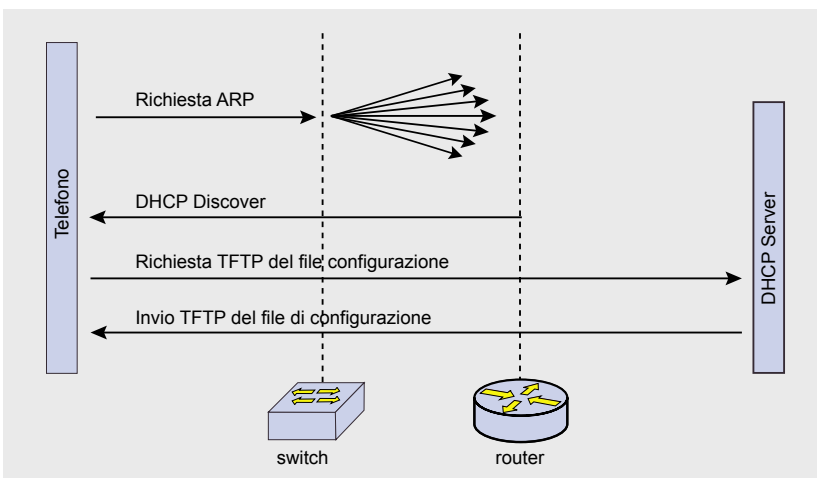 Richiesta ARP
Telefono
DHCP Discover
DHCP Server
Richiesta TFTP del file configurazione
Invio TFTP del file di configurazione
switch
router